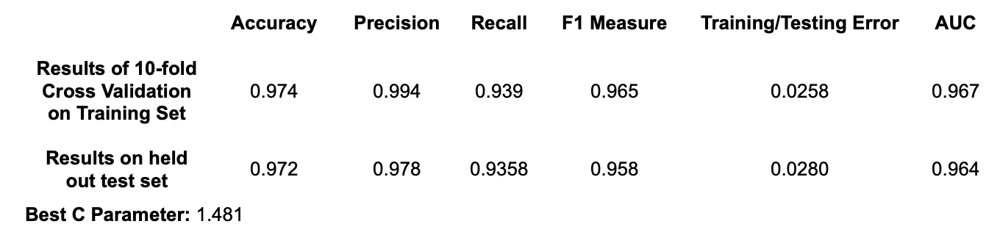 Accuracy Precision Recall F1 Measure Training/Testing Error AUC
Results of 10-fold
Cross Validation
on Training Set
0.974 0.994 0.939 0.965 0.0258 0.967
Results on held
out test set
0.972 0.978 0.9358 0.958 0.0280 0.964
Best C Parameter: 1.481